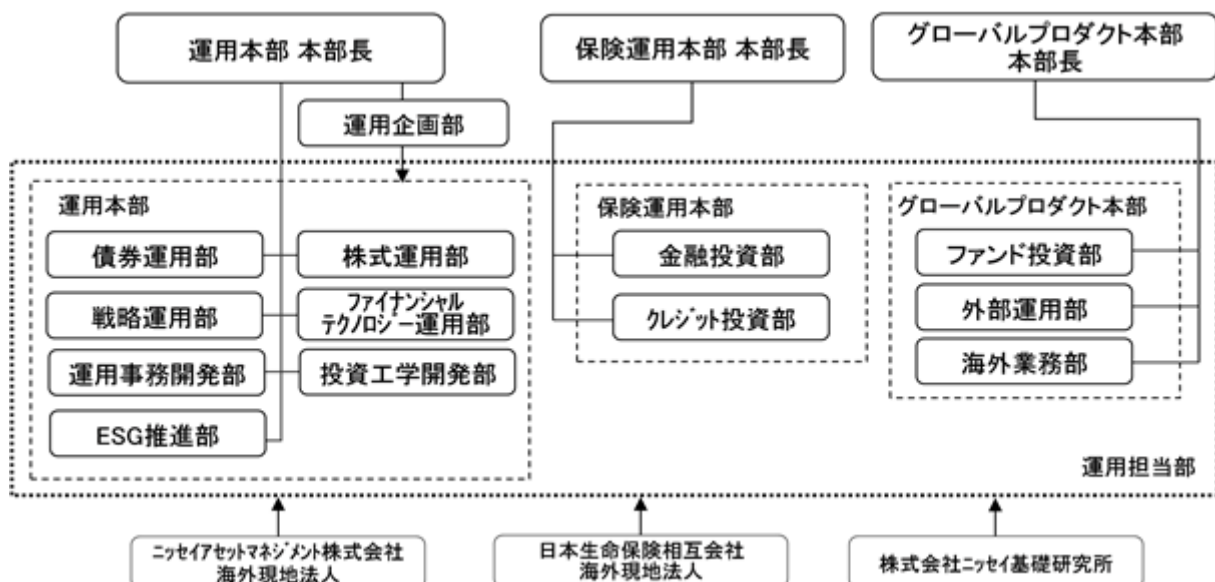 運用本部 本部長
保険運用本部 本部長
グローバルプロダクト本部
本部長
運用企画部
運用本部
債券運用部
株式運用部
戦略運用部
ファイナンシャル
テクノロジー運用部
運用事務開発部
投資工学開発部
ESG推進部
保険運用本部
金融投資部
クレジット投資部
グローバルプロダクト本部
ファンド投資部
外部運用部
海外業務部
運用担当部
ニッセイアセットマネジメント株式会社
海外現地法人
日本生命保険相互会社
海外現地法人
株式会社ニッセイ基礎研究所